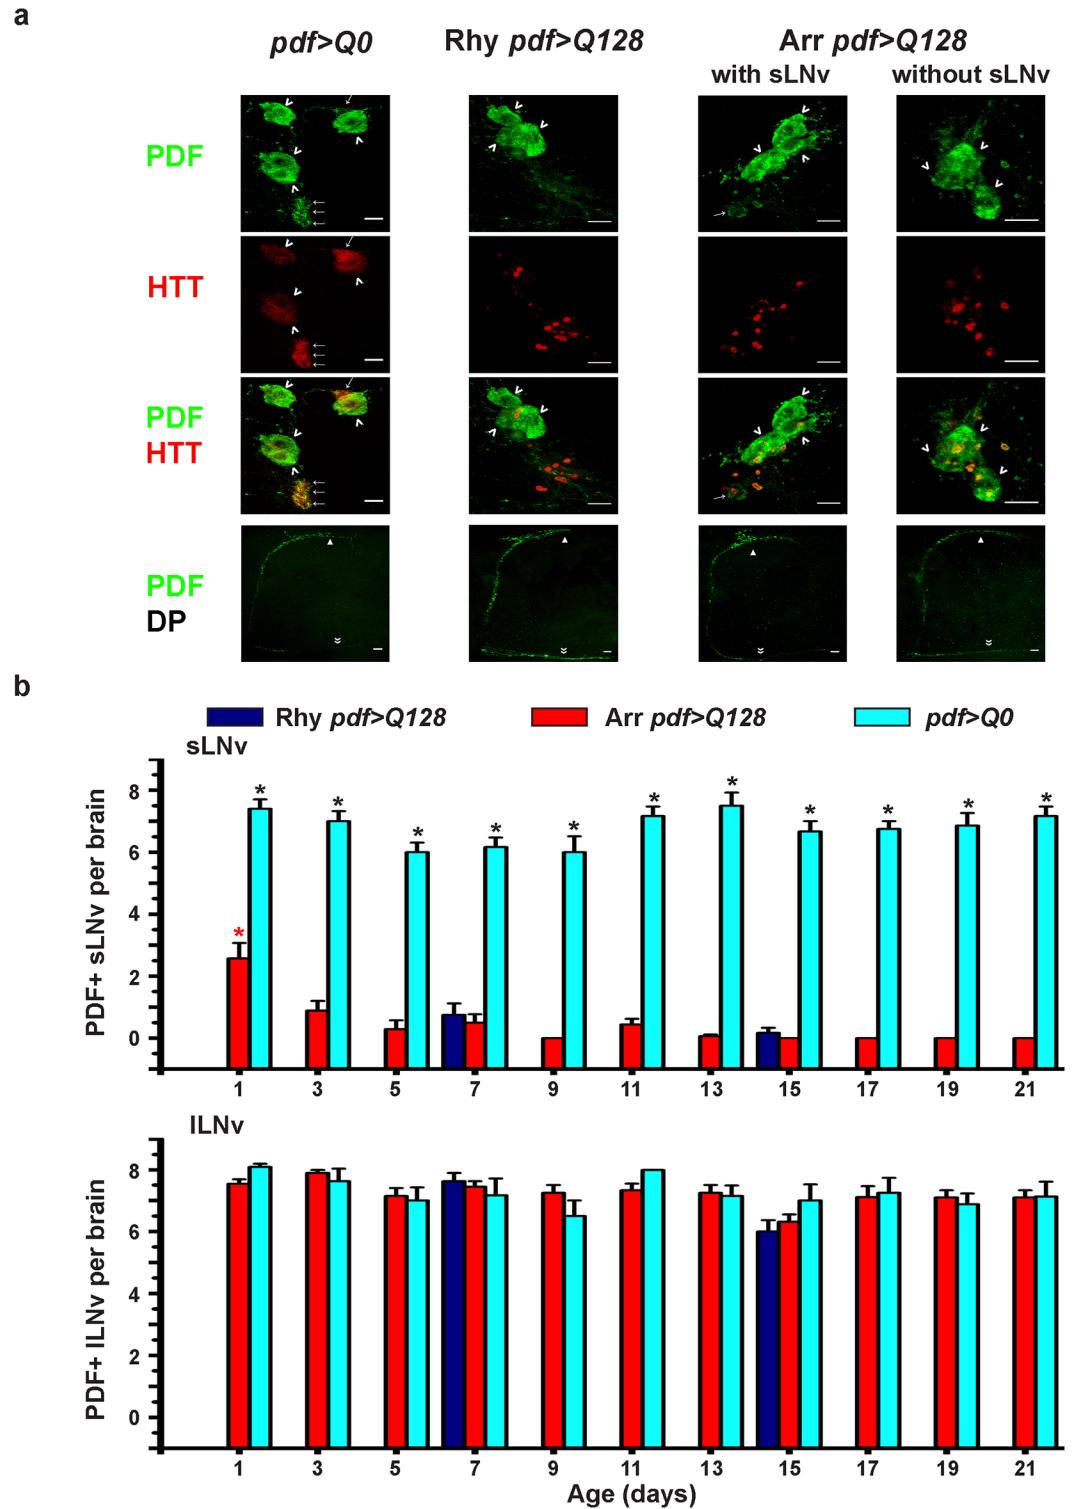 a
pdf>Q0 Rhy pdf>Q128 Arr pdf>Q128
with sLNv without sLNv
PDF
HTT
PDF
HTT
PDF
DP
b
Rhy pdf>Q128 Arr pdf>Q128 pdf>Q0
sLNv
PDF+ sLNv per brain
8
6
4
2
0
* * * * * * * * * * *
*
1 3 5 7 9 11 13 15 17 19 21
lLNv
PDF+ lLNv per brain
8
6
4
2
0
1 3 5 7 9 11 13 15 17 19 21
Age (days)